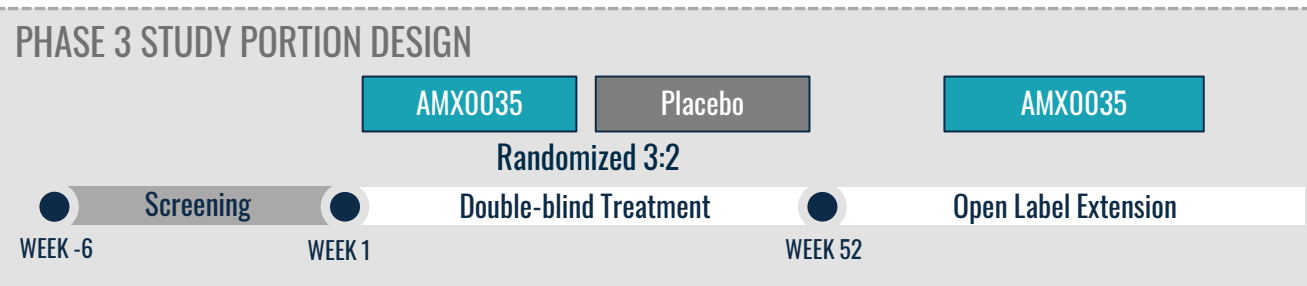 PHASE 3 STUDY PORTION DESIGN
AMX0035 Placebo AMX0035
Randomized 3:2
Screening Double-blind Treatment Open Label Extension
WEEK -6 WEEK 1 WEEK 52